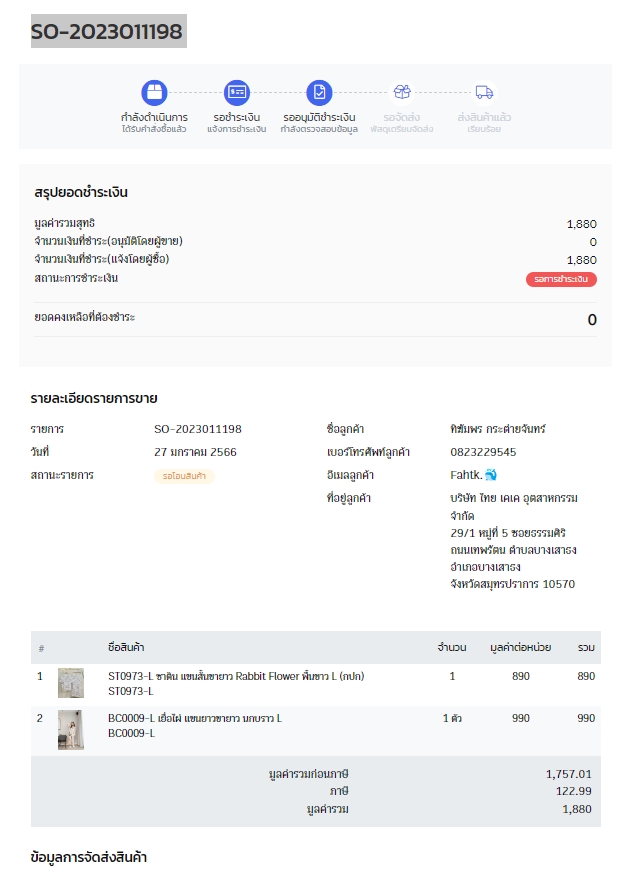 SO-2023011198
กำลังดำเนินการ
ได้รับคำสั่งซื้อแล้ว
รอชำระเงิน
แจ้งการชำระเงิน
รออนุมัติชำระเงิน
กำลังตรวจสอบข้อมูล
รอจัดส่ง
พัสดุเตรียมจัดส่ง
ส่งสินค้าแล้ว
เรียบร้อย
สรุปยอดชำระเงิน
มูลค่ารวมสุทธิ 1,880
จำนวนเงินที่ชำระ(อนุมัติโดยผู้ขาย) 0
จำนวนเงินที่ชำระ(แจ้งโดยผู้ซื้อ) 1,880
สถานะการชำระเงิน รอการชำระเงิน
ยอดคงเหลือที่ต้องชำระ 0
รายละเอียดรายการขาย
รายการ SO-2023011198
วันที่ 27 มกราคม 2566
สถานะรายการ รอโอนสินค้า
ชื่อลูกค้า ทิฆัมพร กระต่ายจันทร์
เบอร์โทรศัพท์ลูกค้า 0823229545
อีเมลลูกค้า Fahtk.
ที่อยู่ลูกค้า บริษัท ไทย เคเค อุตสาหกรรม
จำกัด
29/1 หมู่ที่ 5 ซอยธรรมศิริ
ถนนเทพรัตน ตำบลบางเสาธง
อำเภอบางเสาธง
จังหวัดสมุทรปราการ 10570
# ชื่อสินค้า จำนวน มูลค่าต่อหน่วย รวม
1 ST0973-L ซาติน แขนสั้นขายาว Rabbit Flower พื้นขาว L (กปก) 1 890 890
ST0973-L
2 BC0009-L เยื่อไผ่ แขนยาวขายาว นกบราว L 1 ตัว 990 990
BC0009-L
มูลค่ารวมก่อนภาษี 1,757.01
ภาษี 122.99
มูลค่ารวม 1,880
ข้อมูลการจัดส่งสินค้า